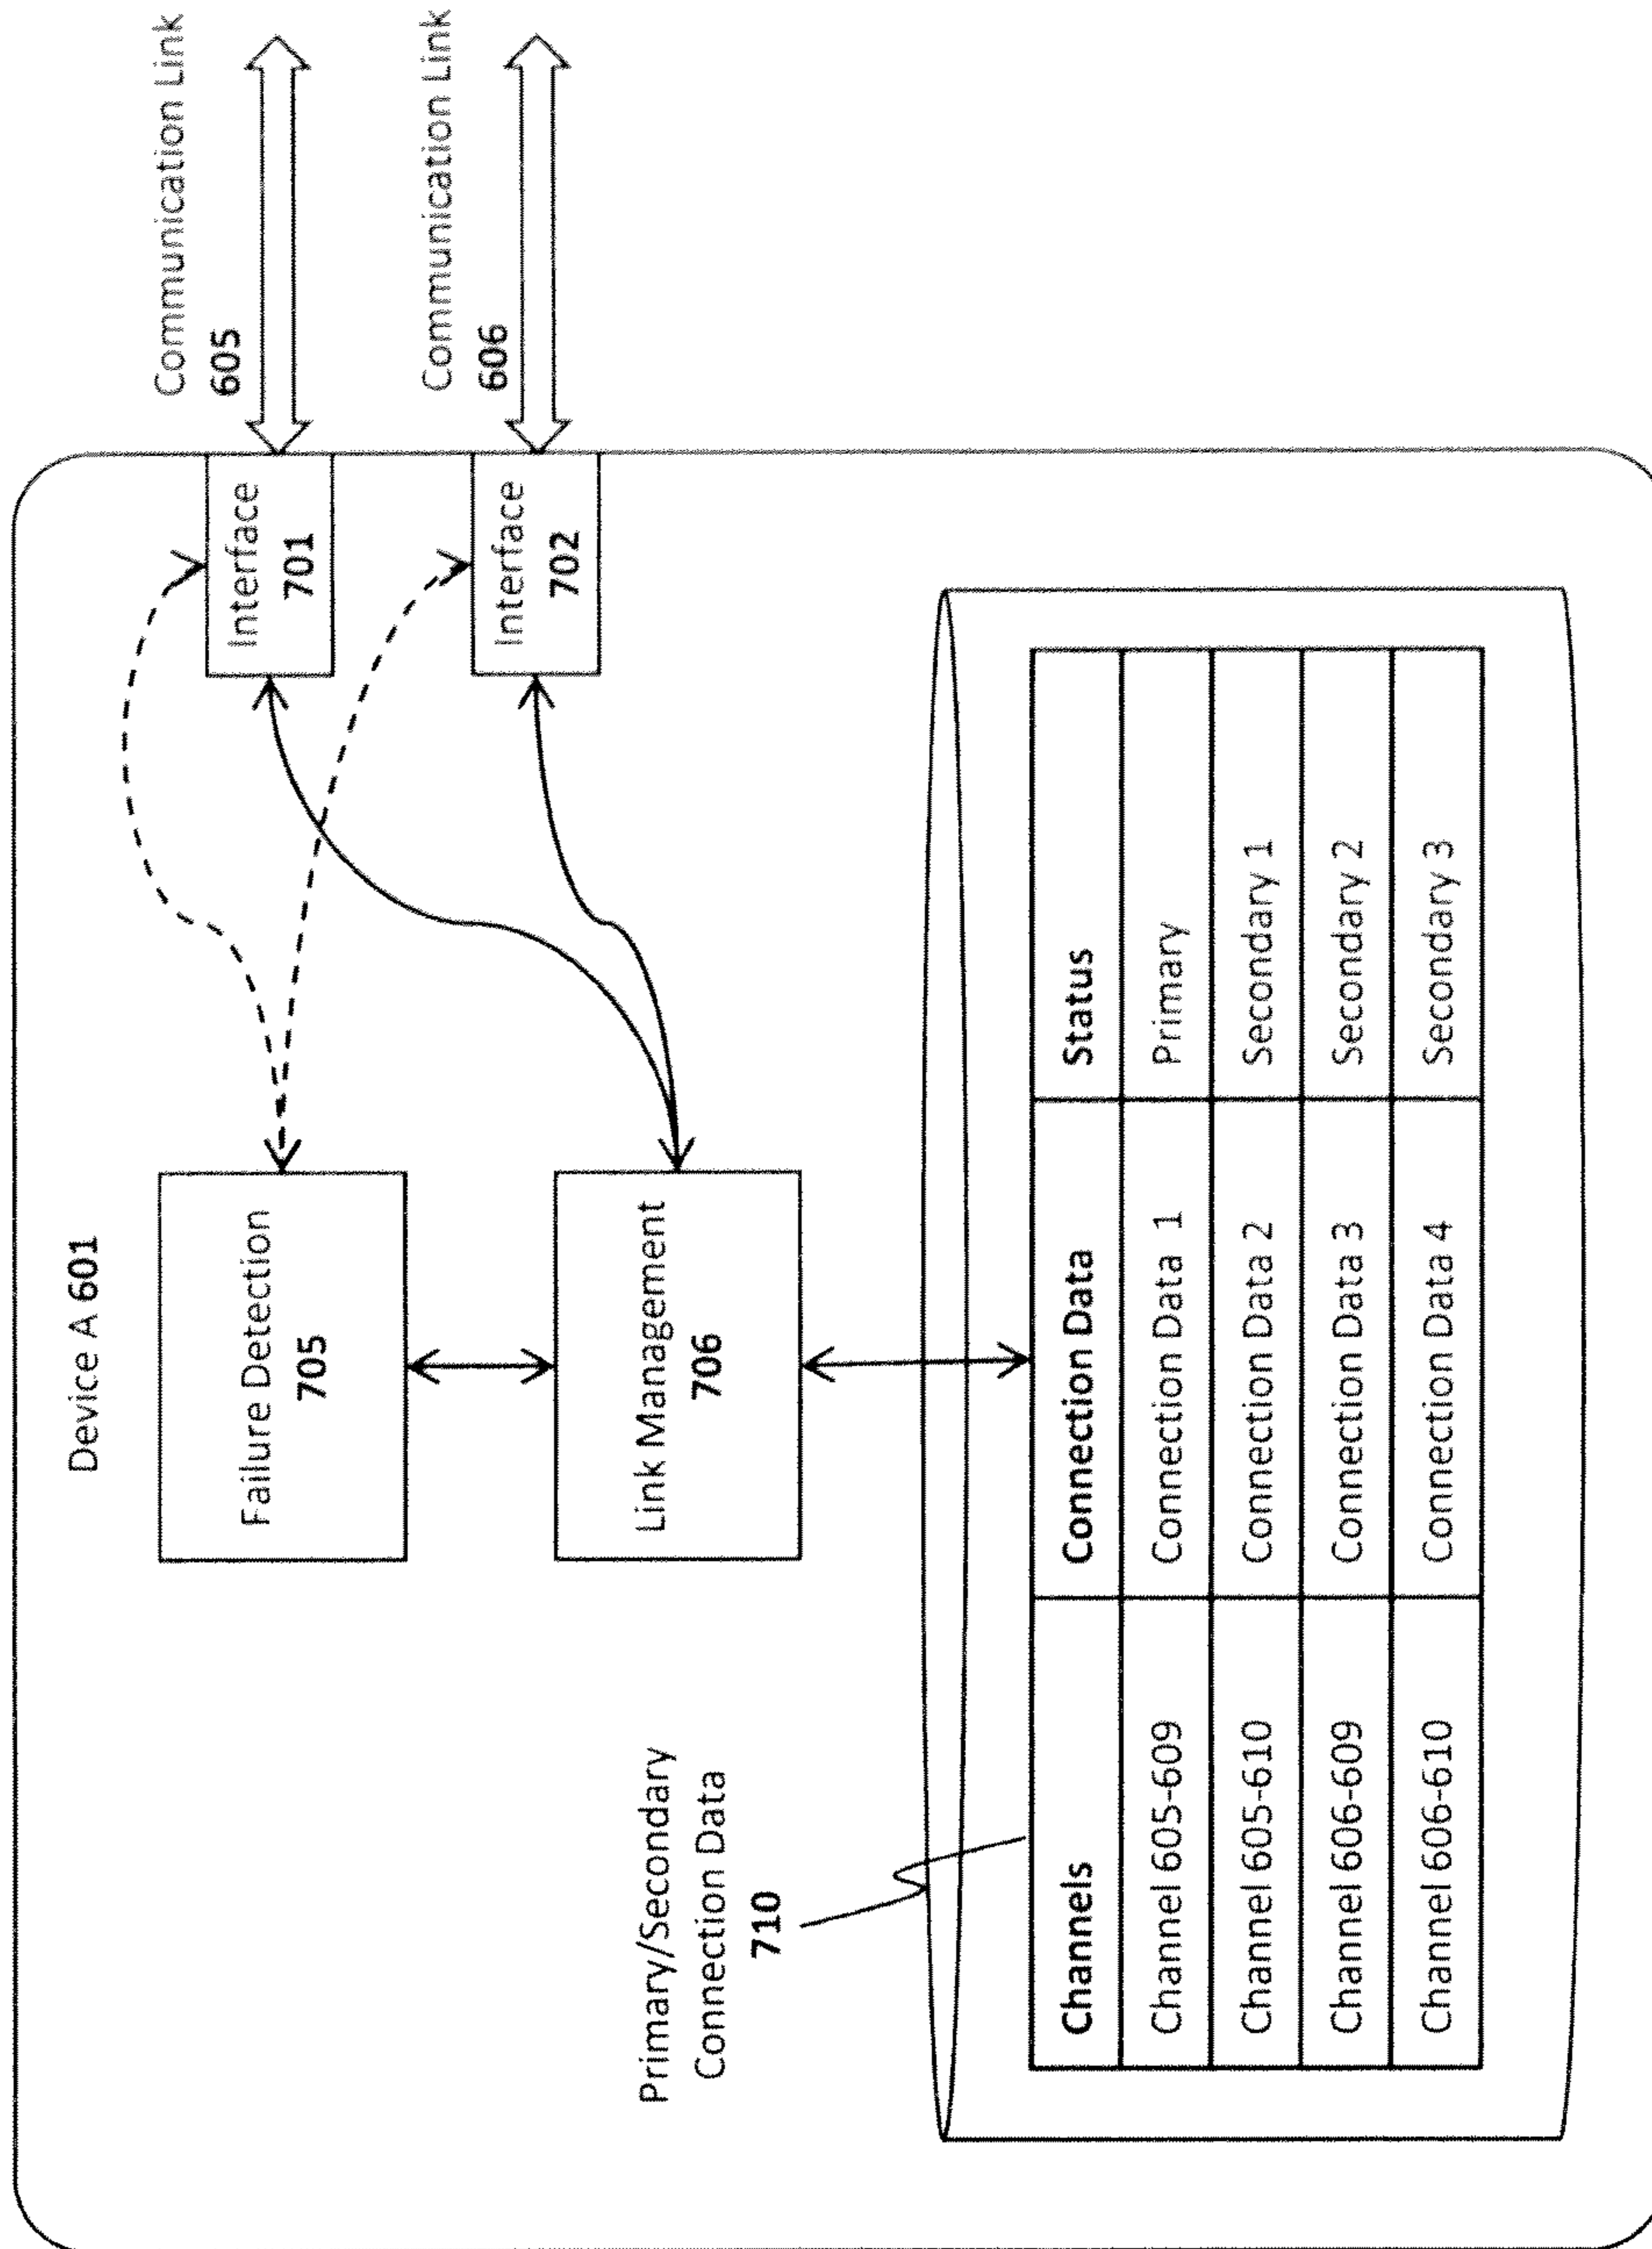 Device A 601
Communication Link
605
Communication Link
606
Interface
701
Interface
702
Failure Detection
705
Link Management
706
Primary/Secondary
Connection Data
710
Channels Connection Data Status
Channel 605-609 Connection Data 1 Primary
Channel 605-610 Connection Data 2 Secondary 1
Channel 606-609 Connection Data 3 Secondary 2
Channel 606-610 Connection Data 4 Secondary 3